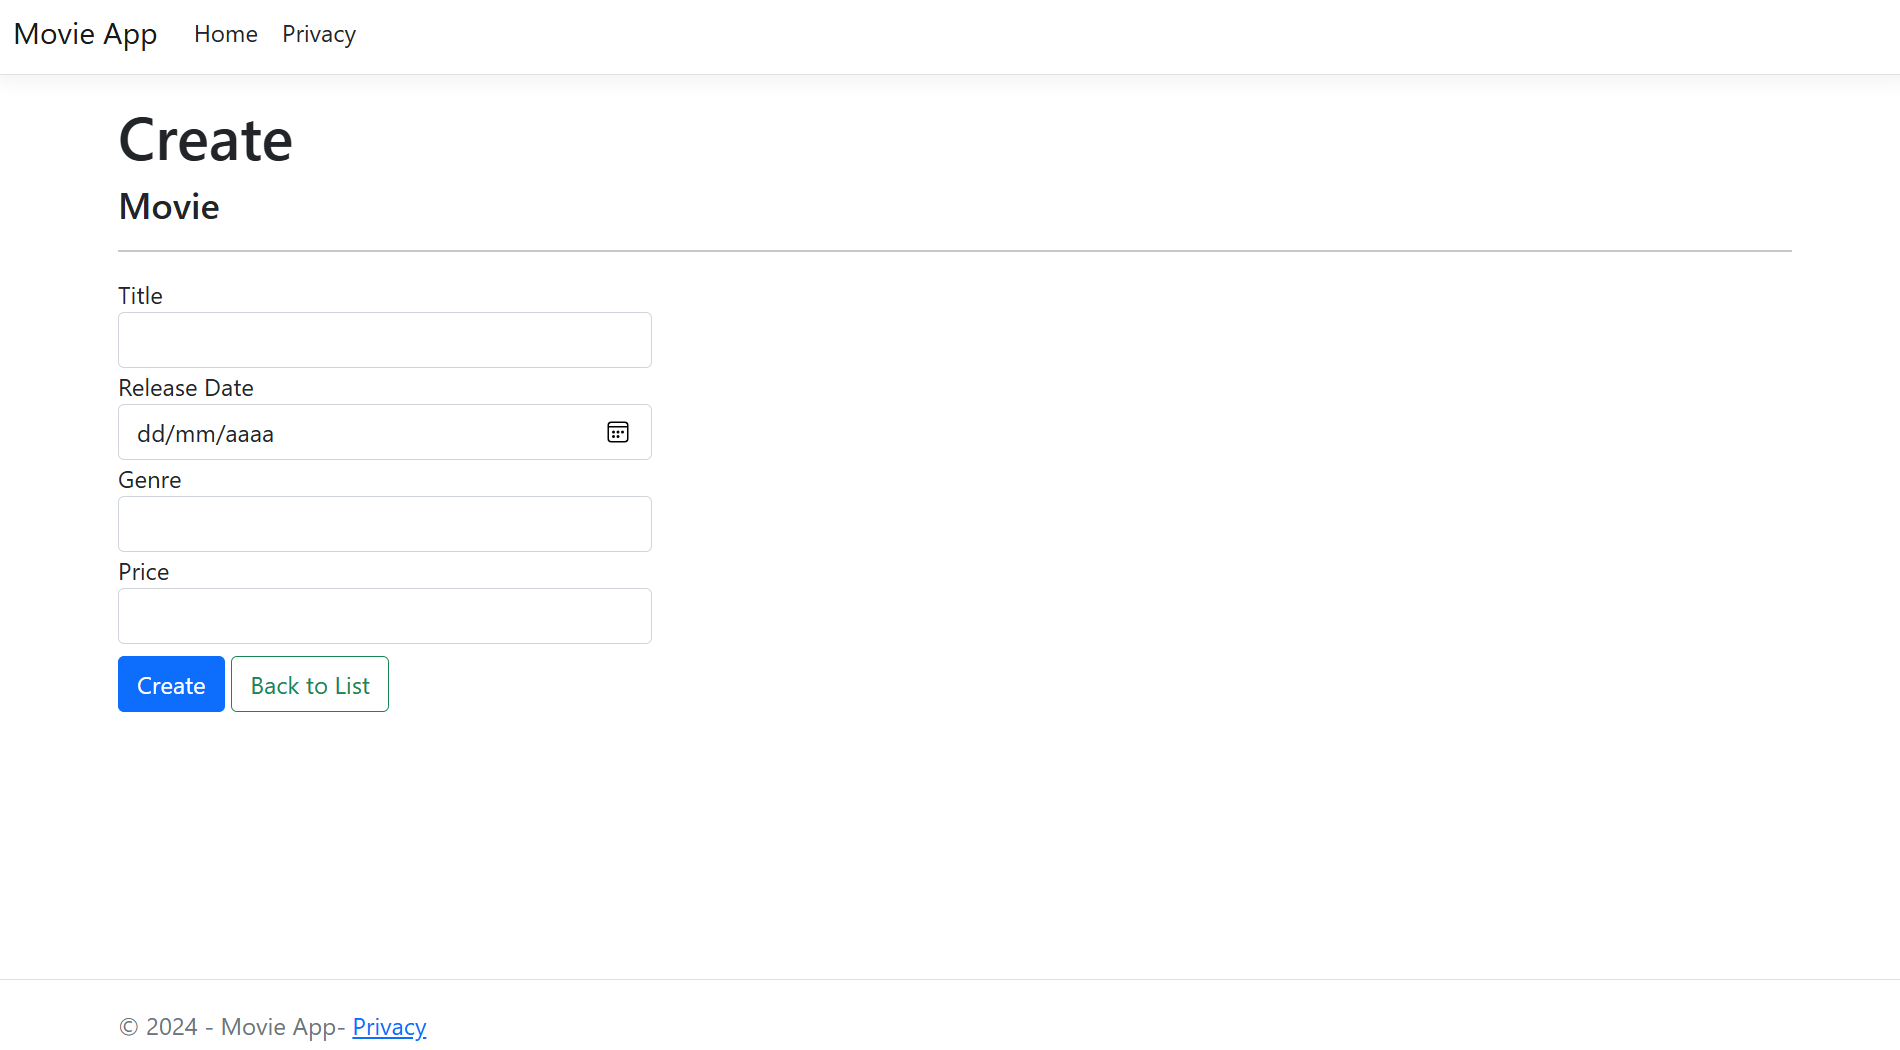 Movie App Home Privacy
Create
Movie
Title
Release Date
dd/mm/aaaa
Genre
Price
Create Back to List
© 2024 - Movie App- Privacy